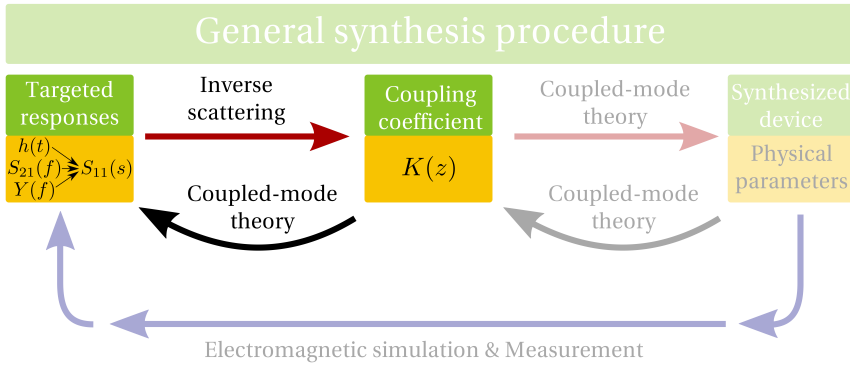 General synthesis procedure
Targeted
responses
h(t)
S₂₁(f)
Y(f)
S₁₁(s)
Inverse
scattering
Coupled-mode
theory
Coupling
coefficient
K(z)
Coupled-mode
theory
Coupled-mode
theory
Synthesized
device
Physical
parameters
Electromagnetic simulation & Measurement